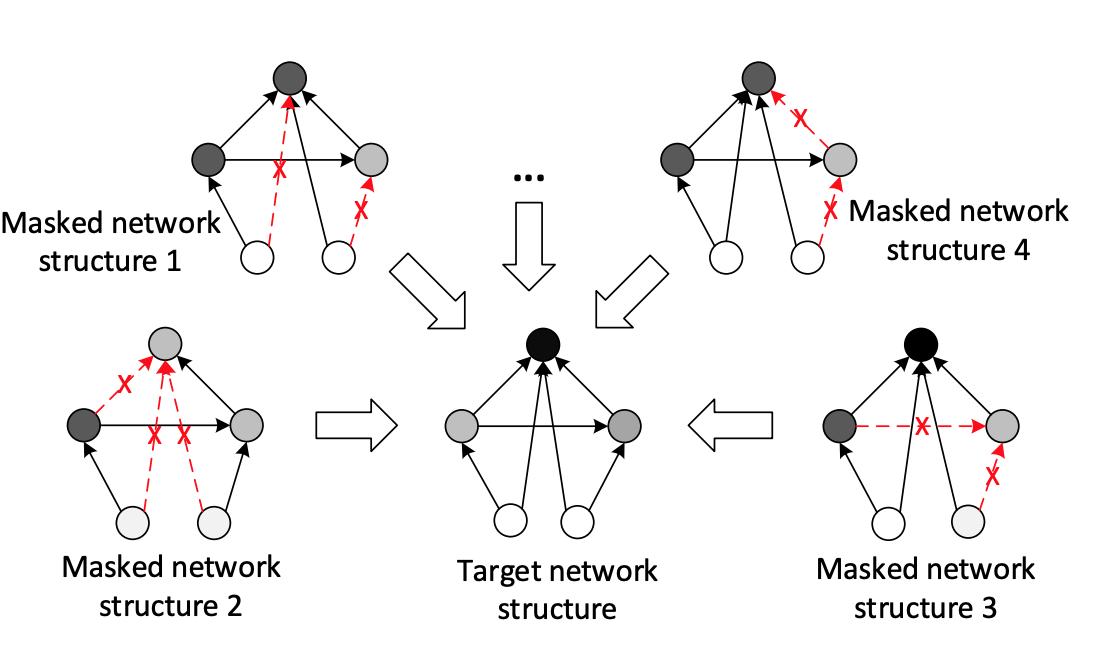 ...
Masked network
structure 1
Masked network
structure 4
X
X
X
X
X
X
X
X
X
Masked network
structure 2
Target network
structure
Masked network
structure 3